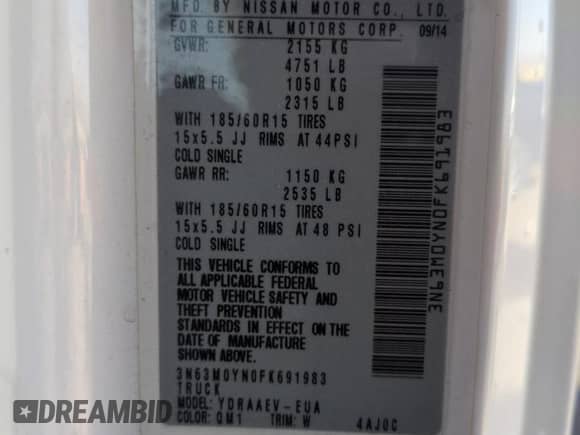 MFD. BY NISSAN MOTOR CO., LTD.
FOR GENERAL MOTORS CORP. 09/14
GVWR: 2155 KG
4751 LB
GAWR FR: 1050 KG
2315 LB
WITH 185/60R15 TIRES
15x5.5 JJ RIMS AT 44PSI
COLD SINGLE
GAWR RR: 1150 KG
2535 LB
WITH 185/60R15 TIRES
15x5.5 JJ RIMS AT 48 PSI
COLD SINGLE
THIS VEHICLE CONFORMS TO
ALL APPLICABLE FEDERAL
MOTOR VEHICLE SAFETY AND
THEFT PREVENTION
STANDARDS IN EFFECT ON THE
DATE OF MANUFACTURE
SHOWN ABOVE.
3N63M0YN0FK691983
TRUCK
MODEL: YDRAAEV-EUA
COLOR: QM1 TRIM: W 4AJ0C
3N63M0YN0FK691983
DEALERS
WORLD.COM